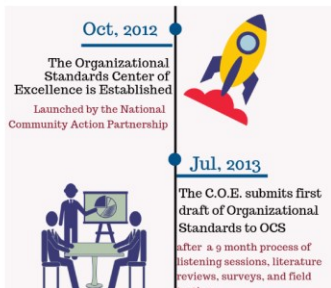 Oct, 2012
The Organizational
Standards Center of
Excellence is Established
Launched by the National
Community Action Partnership
Jul, 2013
The C.O.E. submits first
draft of Organizational
Standards to OCS
after a 9 month process of
listening sessions, literature
reviews, surveys, and field